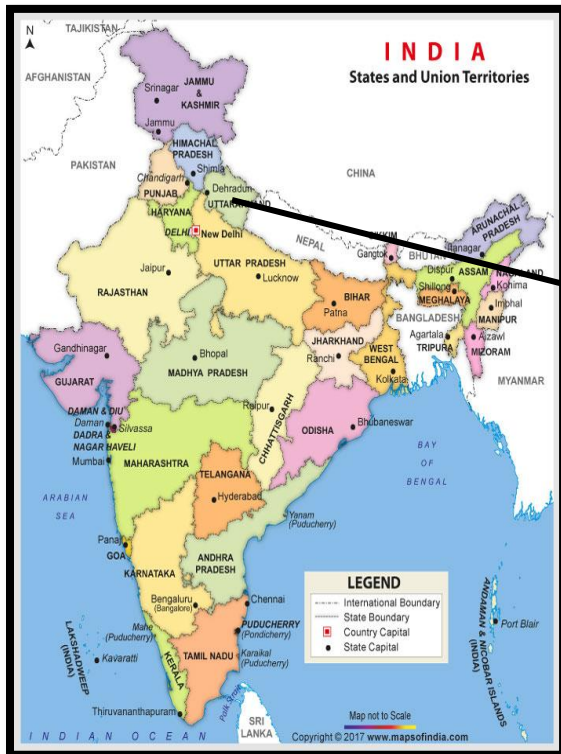 TAJIKISTAN
N
INDIA
States and Union Territories
AFGHANISTAN
JAMMU
&
KASHMIR
Srinagar
Jammu
HIMACHAL
PRADESH
Shimla
PAKISTAN
CHINA
Chandigarh
PUNJAB
Dehradun
HARYANA
DELHI
New Delhi
NEPAL
ARUNACHAL
PRADESH
Itanagar
Gangtok
BHUTAN
Dispur
ASSAM
Jaipur
RAJASTHAN
UTTAR PRADESH
Lucknow
Shillong
MEGHALAYA
Kohima
BIHAR
Patna
Imphal
MANIPUR
BANGLADESH
JHARKHAND
Ranchi
WEST
BENGAL
Kolkata
Agartala
TRIPURA
Aizawl
MIZORAM
Gandhinagar
GUJARAT
Bhopal
MADHYA PRADESH
MYANMAR
DAMAN & DIU
Daman
Silvassa
DADRA &
NAGAR HAVELI
Mumbai
Raipur
CHHATTISGARH
ODISHA
Bhubaneswar
MAHARASHTRA
BAY
OF
BENGAL
ARABIAN
SEA
TELANGANA
Hyderabad
Yanam
(Puducherry)
Panaji
GOA
KARNATAKA
ANDHRA
PRADESH
Bengaluru
(Bangalore)
Chennai
LEGEND
International Boundary
State Boundary
Country Capital
State Capital
ANDAMAN & NICOBAR ISLANDS
(INDIA)
Port Blair
Mahe
(Puducherry)
PUDUCHERRY
(Pondicherry)
LAKSHADWEEP
(INDIA)
Kavaratti
KERALA
TAMIL NADU
Karaikal
(Puducherry)
Thiruvananthapuram
Palk Strait
SRI
LANKA
Map not to Scale
INDIAN OCEAN
Copyright © 2017 www.mapsofindia.com